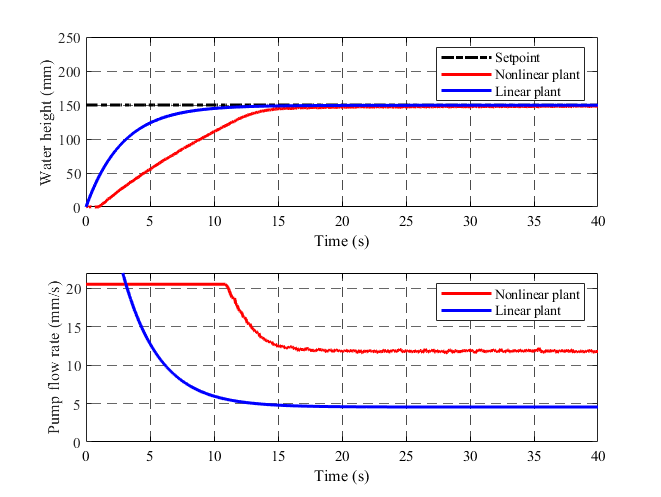 250
200
150
100
50
0
Water height (mm)
Setpoint
Nonlinear plant
Linear plant
0 5 10 15 20 25 30 35 40
Time (s)
20
15
10
5
0
Pump flow rate (mm/s)
Nonlinear plant
Linear plant
0 5 10 15 20 25 30 35 40
Time (s)